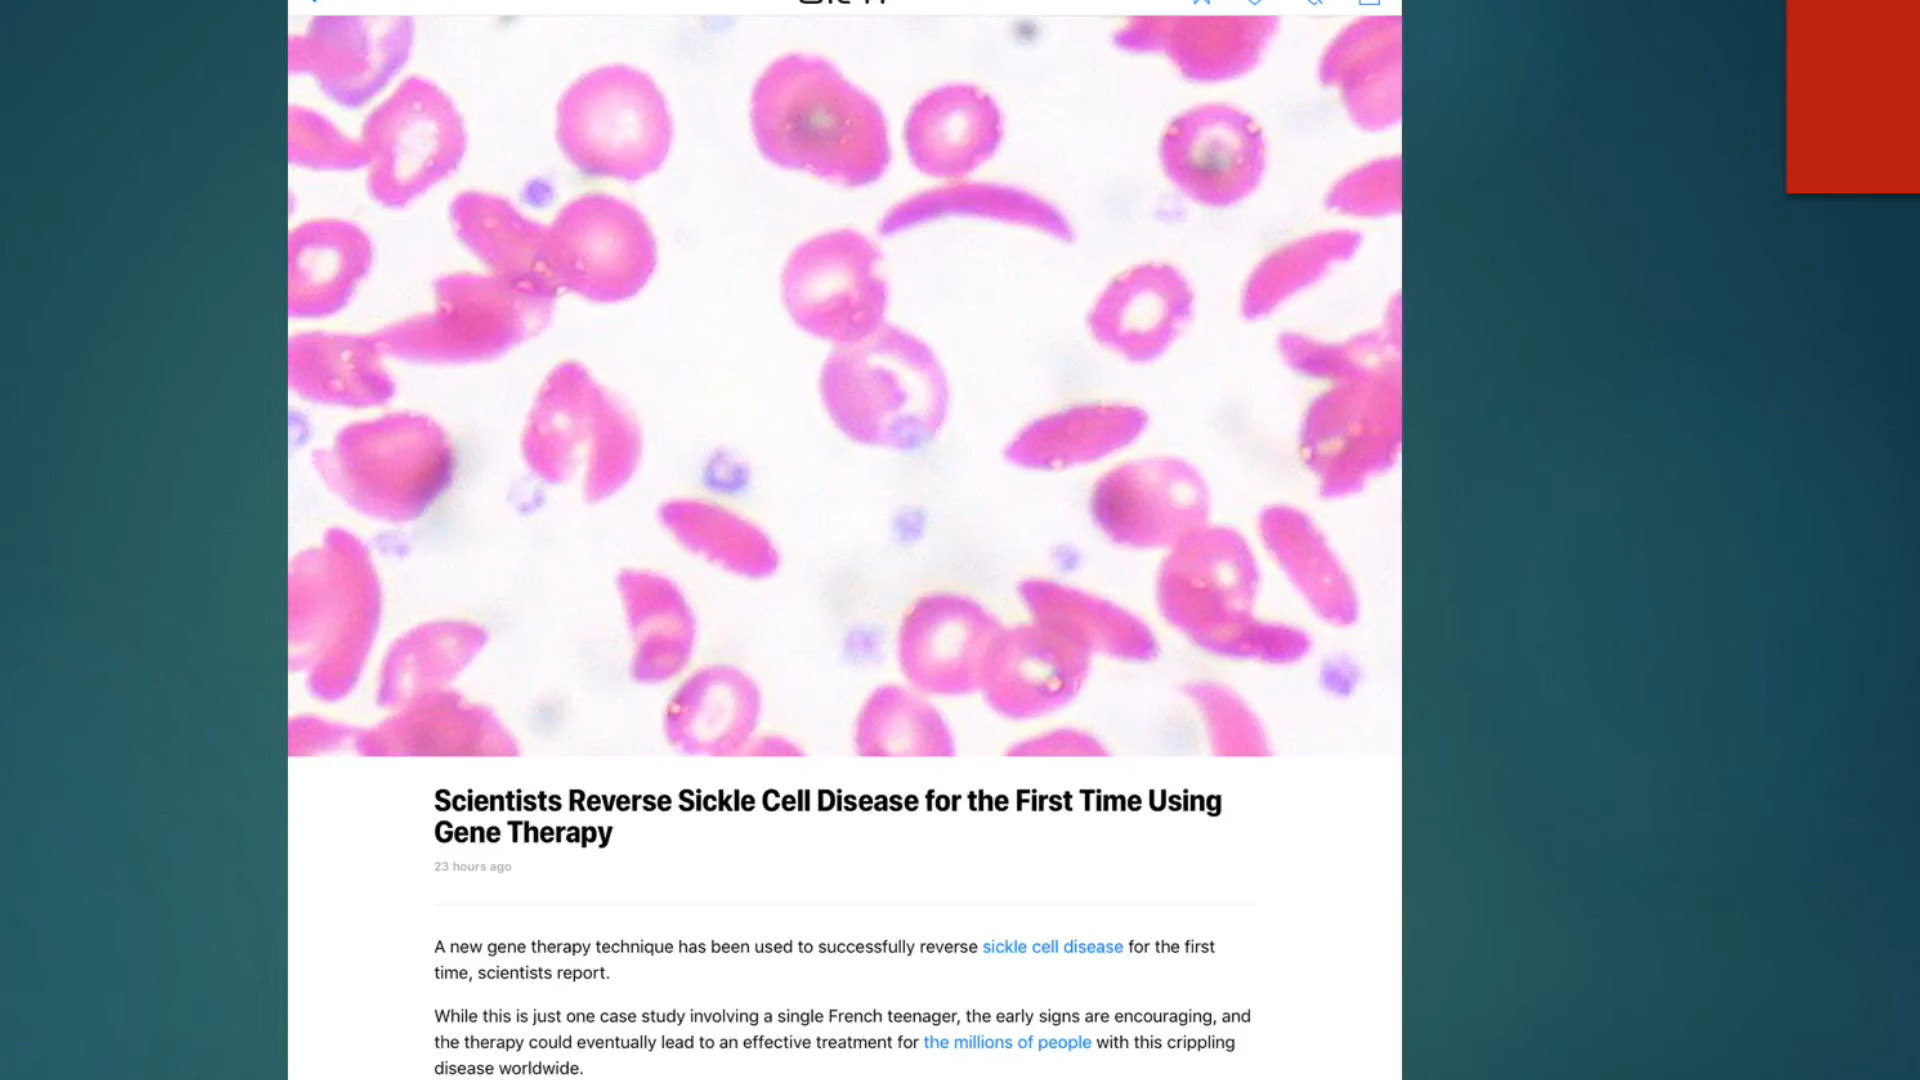 Scientists Reverse Sickle Cell Disease for the First Time Using
Gene Therapy
23 hours ago
A new gene therapy technique has been used to successfully reverse sickle cell disease for the first
time, scientists report.
While this is just one case study involving a single French teenager, the early signs are encouraging, and
the therapy could eventually lead to an effective treatment for the millions of people with this crippling
disease worldwide.